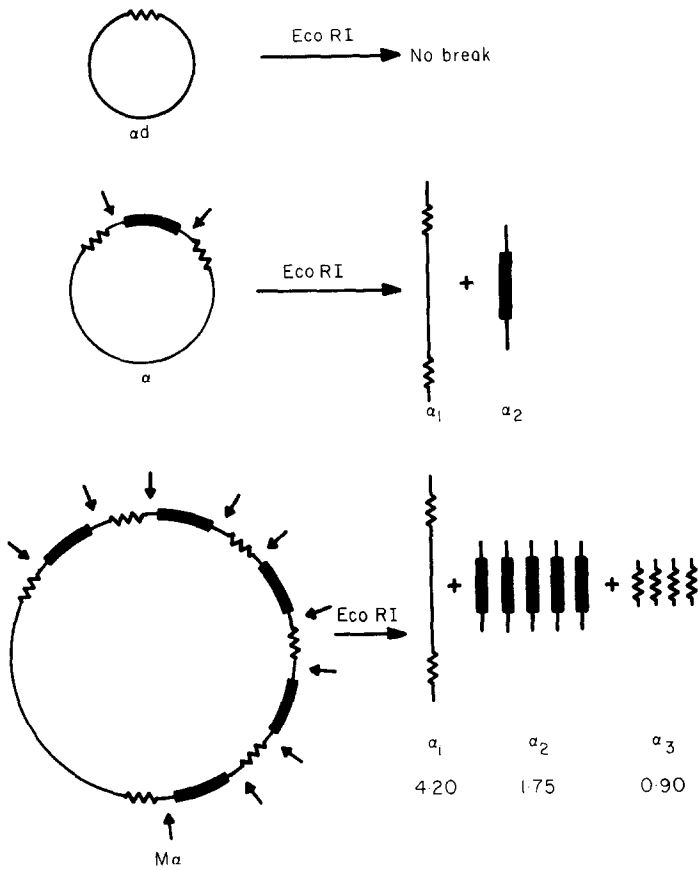 Eco RI
No break
αd
Eco RI
α
+
α₁ α₂
Eco RI
+ +
α₁ α₂ α₃
4·20 1·75 0·90
Mα